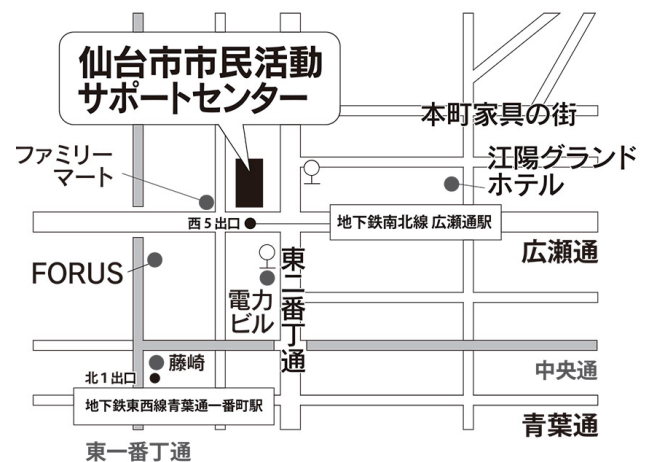 仙台市市民活動
サポートセンター
本町家具の街
ファミリー
マート
江陽グランド
ホテル
西5出口
地下鉄南北線 広瀬通駅
広瀬通
FORUS
東二番丁通
電力
ビル
藤崎
中央通
北1出口
地下鉄東西線青葉通一番町駅
青葉通
東一番丁通